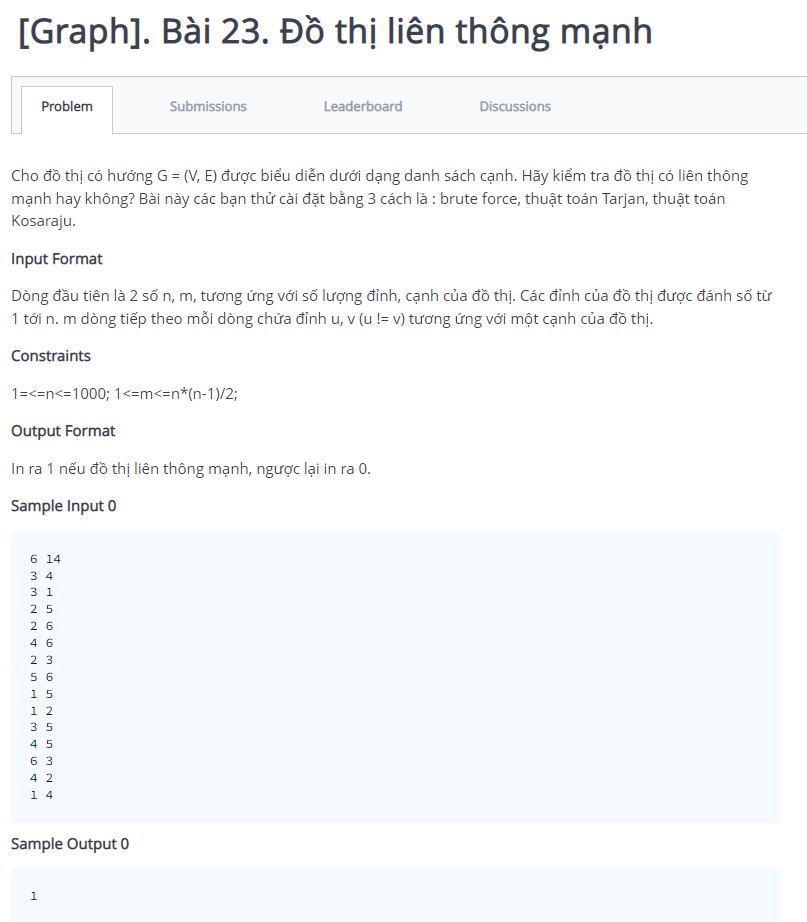 [Graph]. Bài 23. Đồ thị liên thông mạnh
Problem Submissions Leaderboard Discussions
Cho đồ thị có hướng G = (V, E) được biểu diễn dưới dạng danh sách cạnh. Hãy kiểm tra đồ thị có liên thông
mạnh hay không? Bài này các bạn thử cài đặt bằng 3 cách là : brute force, thuật toán Tarjan, thuật toán
Kosaraju.
Input Format
Dòng đầu tiên là 2 số n, m, tương ứng với số lượng đỉnh, cạnh của đồ thị. Các đỉnh của đồ thị được đánh số từ
1 tới n. m dòng tiếp theo mỗi dòng chứa đỉnh u, v (u != v) tương ứng với một cạnh của đồ thị.
Constraints
1=<=n<=1000; 1<=m<=n*(n-1)/2;
Output Format
In ra 1 nếu đồ thị liên thông mạnh, ngược lại in ra 0.
Sample Input 0
6 14
3 4
3 1
2 5
2 6
4 6
2 3
5 6
1 5
1 2
3 5
4 5
6 3
4 2
1 4
Sample Output 0
1